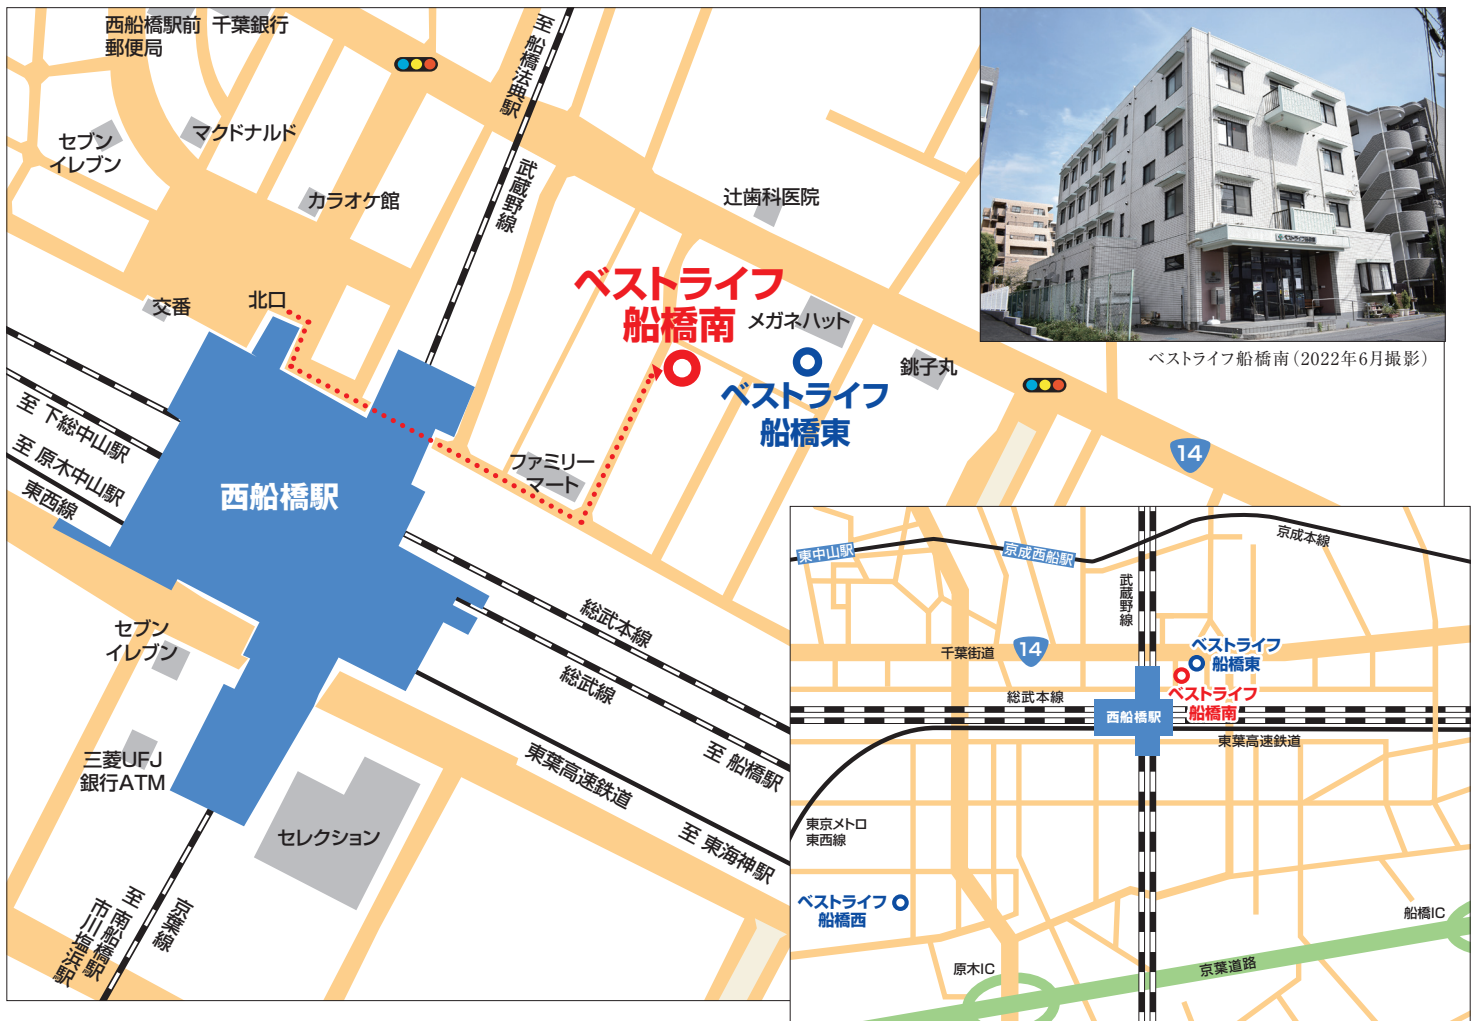 西船橋駅前
郵便局
千葉銀行
至 船橋法典駅
武蔵野線
セブン
イレブン
マクドナルド
カラオケ館
辻歯科医院
交番
北口
ベストライフ
船橋南
メガネハット
ベストライフ
船橋東
銚子丸
ベストライフ船橋南(2022年6月撮影)
14
至 下総中山駅
至 原木中山駅
東西線
西船橋駅
ファミリー
マート
セブン
イレブン
総武本線
総武線
至 船橋駅
三菱UFJ
銀行ATM
セレクション
東葉高速鉄道
至 東海神駅
京葉線
至 南船橋駅
市川塩浜駅
東中山駅
京成西船駅
京成本線
武蔵野線
千葉街道
14
ベストライフ
船橋東
ベストライフ
船橋南
総武本線
西船橋駅
東葉高速鉄道
東京メトロ
東西線
ベストライフ
船橋西
船橋IC
原木IC
京葉道路